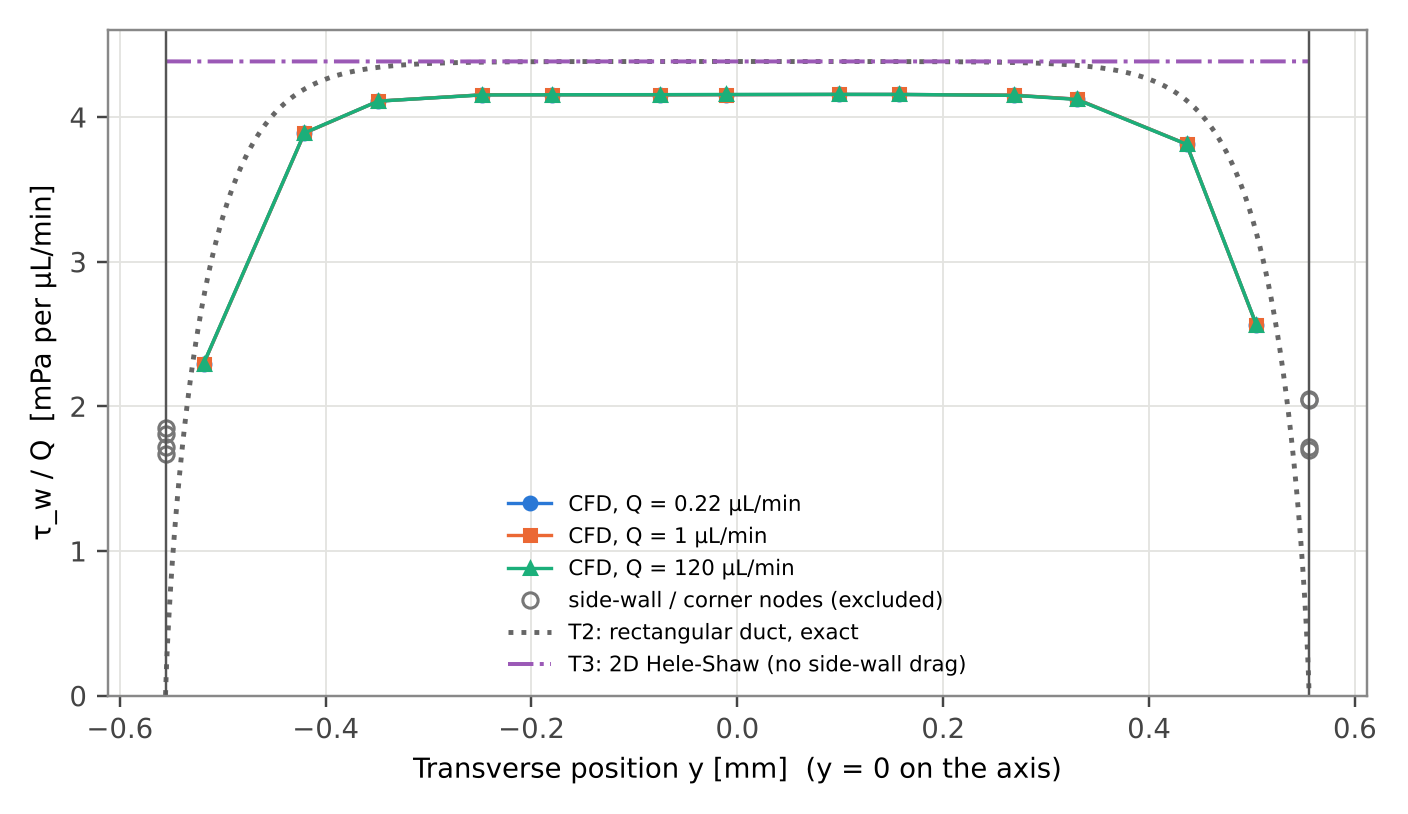 τ_w / Q  [mPa per µL/min]
4
3
2
1
0
CFD, Q = 0.22 µL/min
CFD, Q = 1 µL/min
CFD, Q = 120 µL/min
side-wall / corner nodes (excluded)
T2: rectangular duct, exact
T3: 2D Hele-Shaw (no side-wall drag)
−0.6 −0.4 −0.2 0.0 0.2 0.4 0.6
Transverse position y [mm]  (y = 0 on the axis)